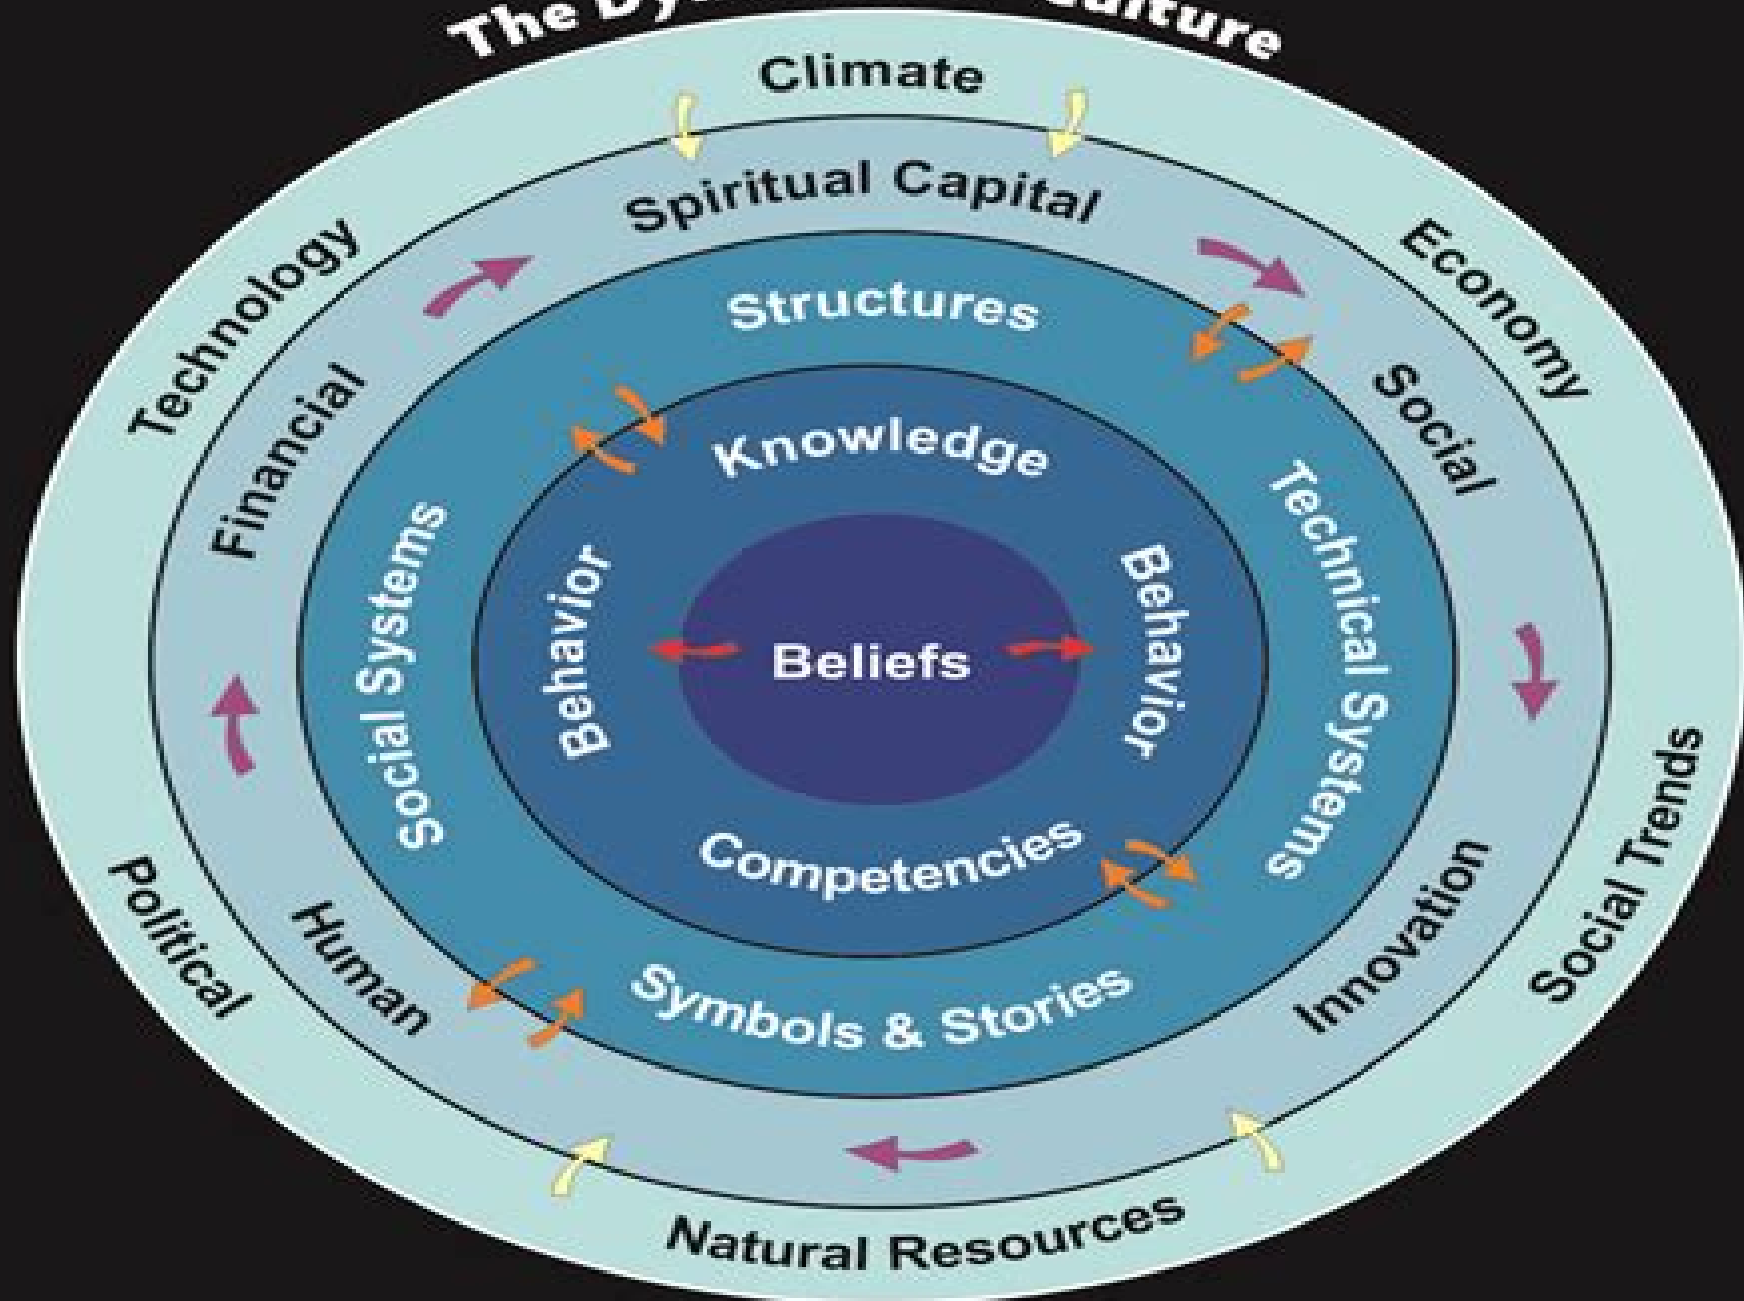 The
Climate
Spiritual Capital
Technology
Economy
Financial
Social
Structures
Knowledge
Social Systems
Behavior
Beliefs
Behavior
Technical Systems
Competencies
Symbols & Stories
Human
Innovation
Political
Social Trends
Natural Resources